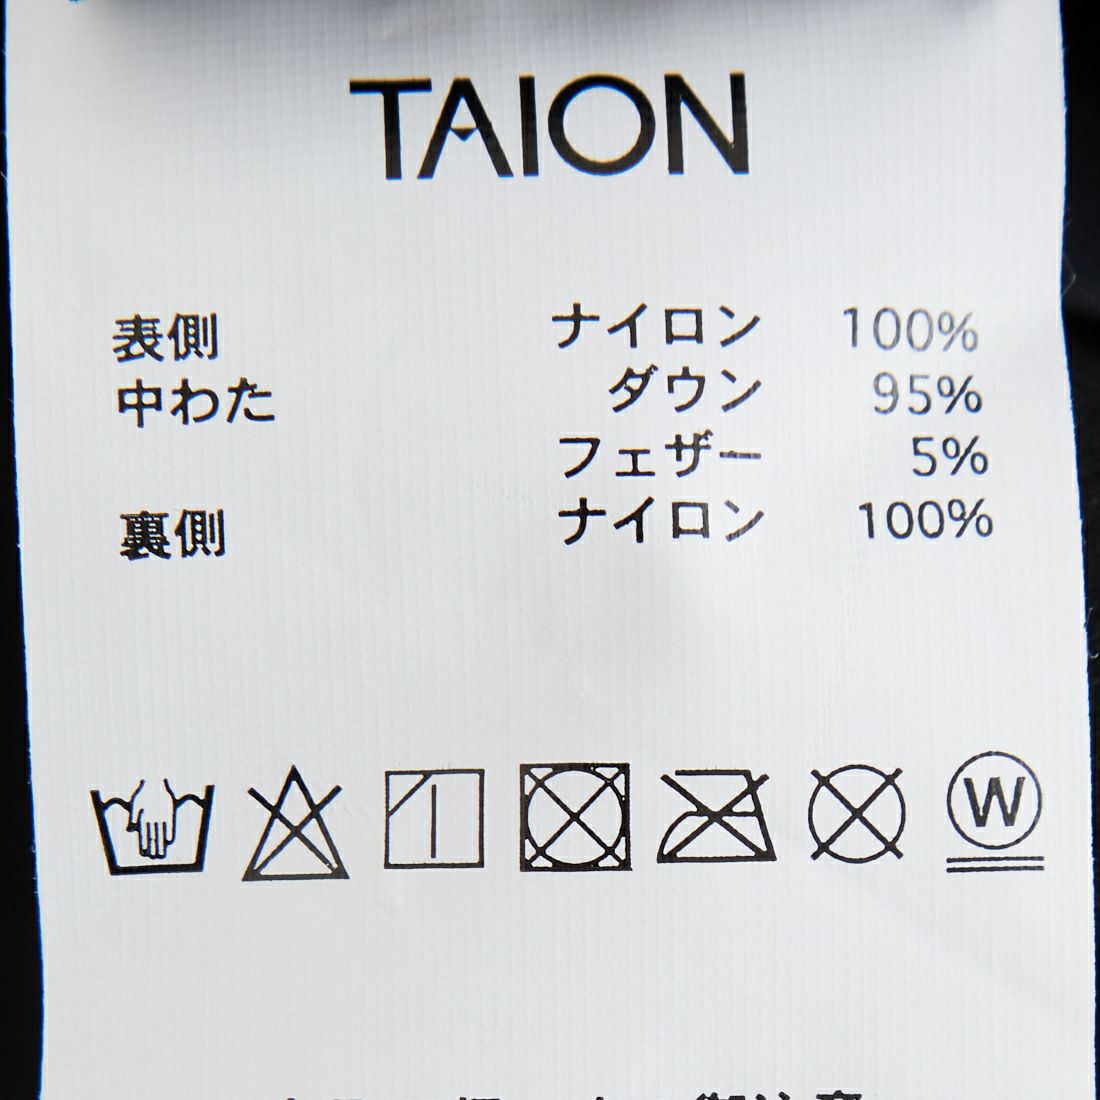 TAION
表側 ナイロン 100%
中わた ダウン 95%
フェザー 5%
裏側 ナイロン 100%
W